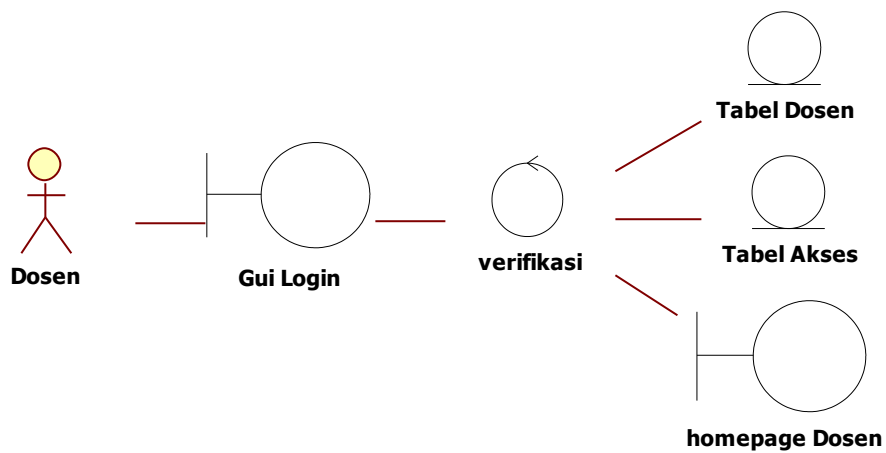 Dosen
Gui Login
verifikasi
Tabel Dosen
Tabel Akses
homepage Dosen